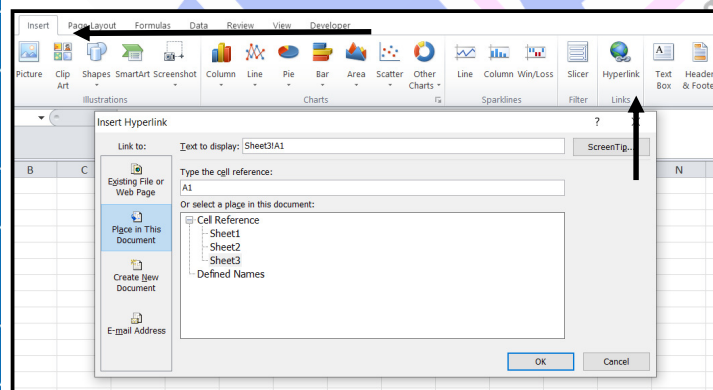 Insert Page Layout Formulas Data Review View Developer
Picture Clip Art Shapes SmartArt Screenshot Column Line Pie Bar Area Scatter Other Charts Line Column Win/Loss Slicer Hyperlink Text Box Header & Foote
Illustrations Charts Sparklines Filter Links
Insert Hyperlink ?
Link to: Text to display: Sheet3!A1 ScreenTip...
B C N
Existing File or Web Page
Type the cell reference:
A1
Or select a place in this document:
Place in This Document
Cell Reference
Sheet1
Sheet2
Sheet3
Defined Names
Create New Document
E-mail Address
OK Cancel